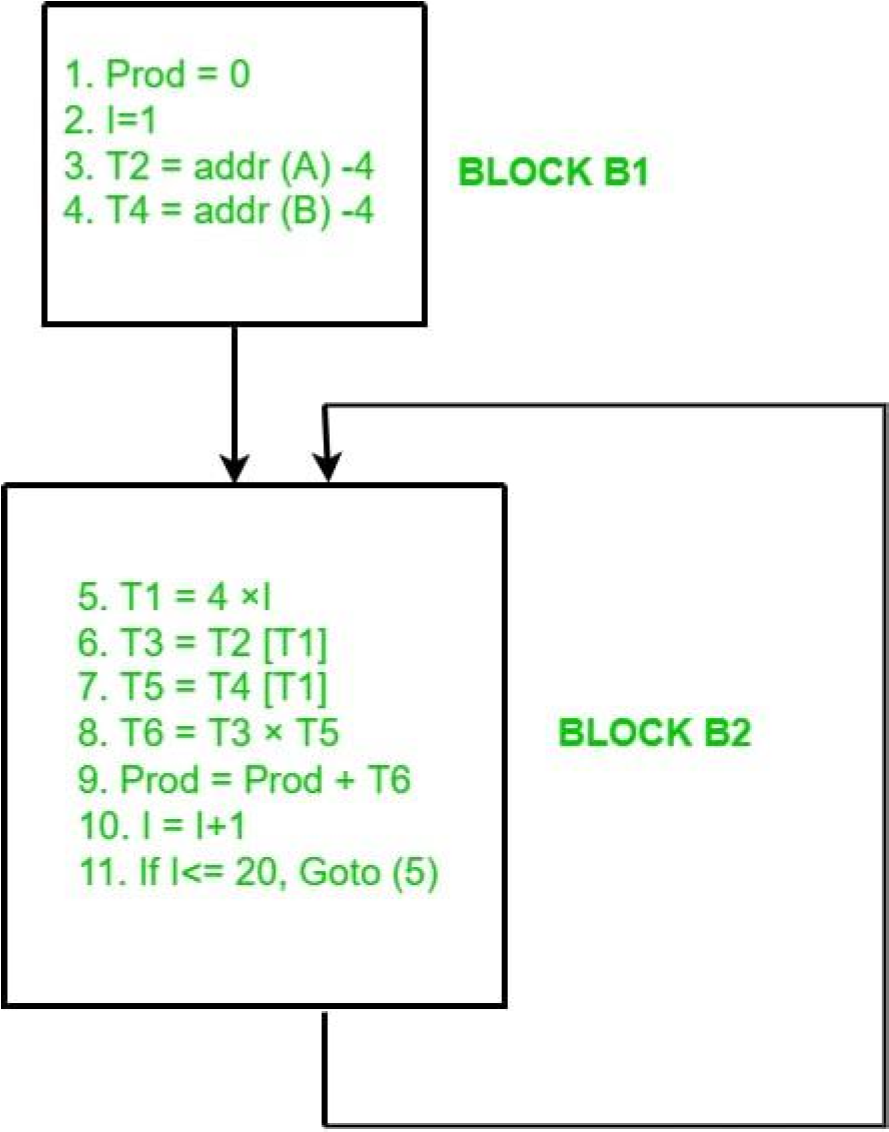 1. Prod = 0
2. I=1
3. T2 = addr (A) -4
4. T4 = addr (B) -4
BLOCK B1
5. T1 = 4 ×I
6. T3 = T2 [T1]
7. T5 = T4 [T1]
8. T6 = T3 × T5
9. Prod = Prod + T6
10. I = I+1
11. If I<= 20, Goto (5)
BLOCK B2